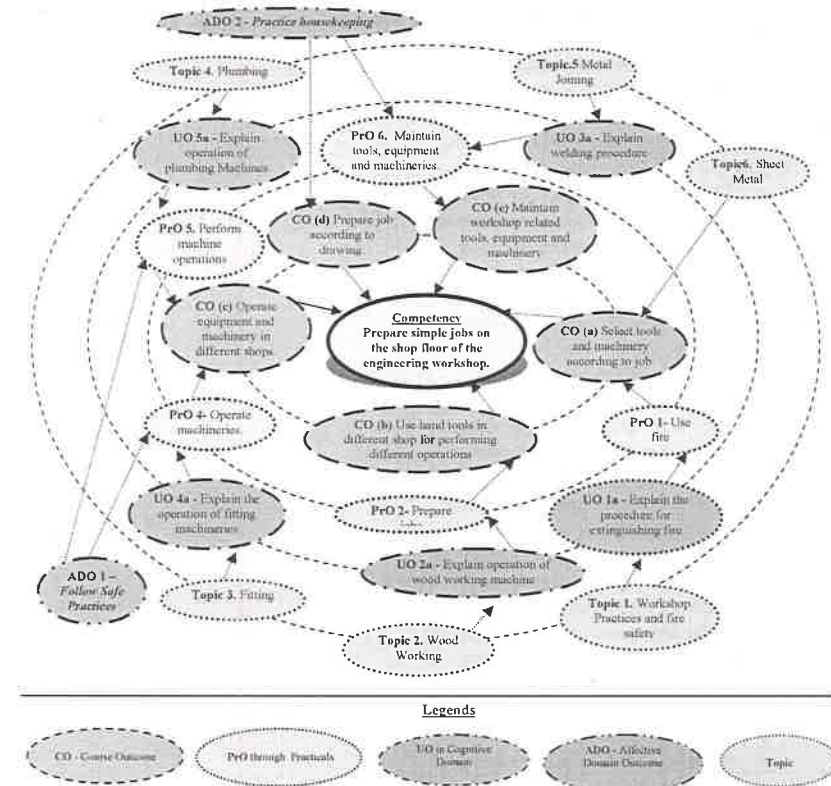 ADO 2 - Practice housekeeping
Topic 4. Plumbing
Topic.5 Metal
Joining
UO 5a - Explain
operation of
plumbing Machines
PrO 6. Maintain
tools, equipment
and machineries.
UO 3a - Explain
welding procedure
Topic6. Sheet
Metal
PrO 5. Perform
machine
operations
CO (d) Prepare job
according to
drawing.
CO (e) Maintain
workshop related
tools, equipment and
machinery
CO (c) Operate
equipment and
machinery in
different shops
Competency
Prepare simple jobs on
the shop floor of the
engineering workshop.
CO (a) Select tools
and machinery
according to job
PrO 4- Operate
machineries.
CO (b) Use hand tools in
different shop for performing
different operations
PrO 1- Use
fire
UO 4a - Explain the
operation of fitting
machineries
PrO 2- Prepare
UO 1a - Explain the
procedure for
extinguishing fire
ADO 1 –
Follow Safe
Practices
UO 2a - Explain operation of
wood working machine
Topic 3. Fitting
Topic 1. Workshop
Practices and fire
safety
Topic 2. Wood
Working
Legends
CO - Course Outcome
PrO through Practicals
UO in Cognitive
Domain
ADO - Affective
Domain Outcome
Topic